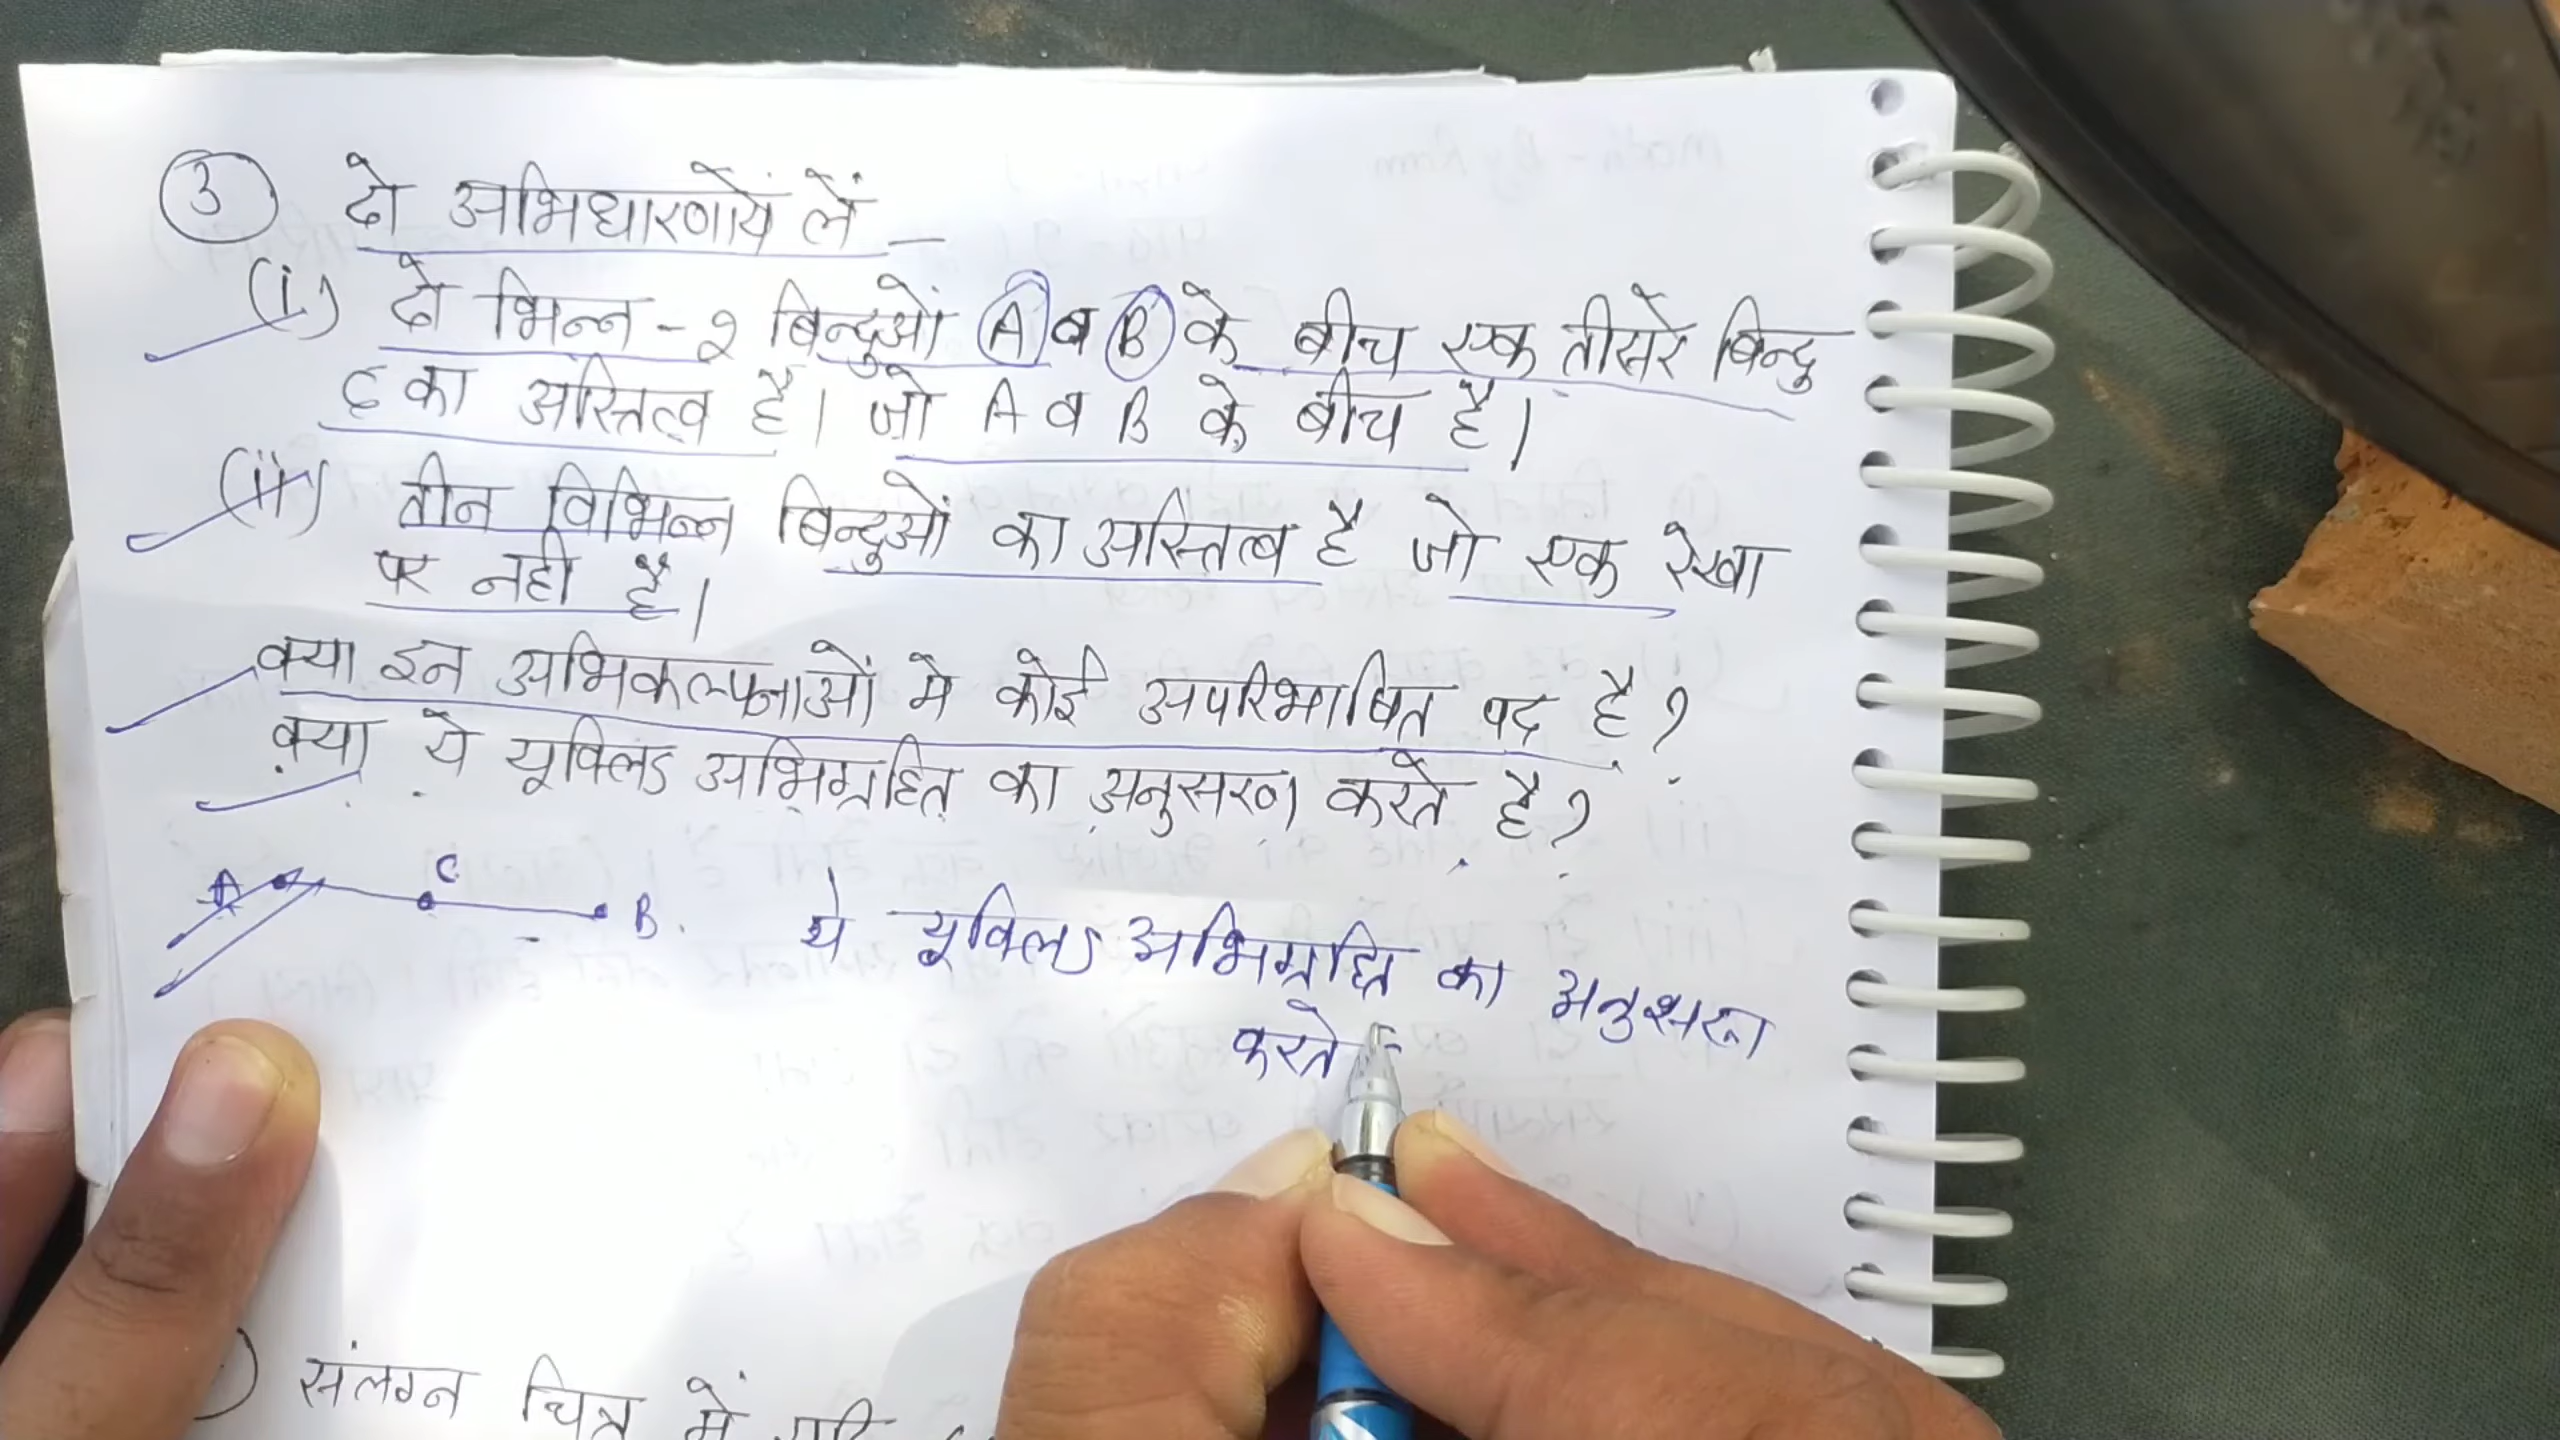 3 दो अभिधारणायें लें –
(i) दो भिन्न - २ बिन्दुओं A व B के बीच एक तीसरे बिन्दु
C का अस्तित्व है। जो A व B के बीच है।
(ii) तीन विभिन्न बिन्दुओं का अस्तित्व है जो एक रेखा
पर नही है।
क्या इन अभिकल्पनाओं मे कोई अपरिभाषित पद है?
क्या ये यूक्लिड अभिग्रहित का अनुसरण करते है?
A C B
ये यूक्लिड अभिग्रहित का अनुसरण
करते
संलग्न चित्र में